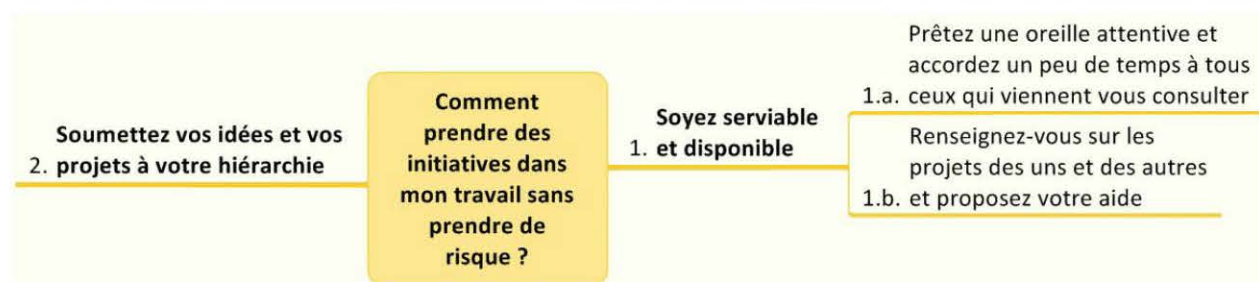 Comment
prendre des
initiatives dans
mon travail sans
prendre de
risque ?
Soyez serviable
1. et disponible
Prêtez une oreille attentive et
accordez un peu de temps à tous
1.a. ceux qui viennent vous consulter
Renseignez-vous sur les
projets des uns et des autres
1.b. et proposez votre aide
Soumettez vos idées et vos
2. projets à votre hiérarchie